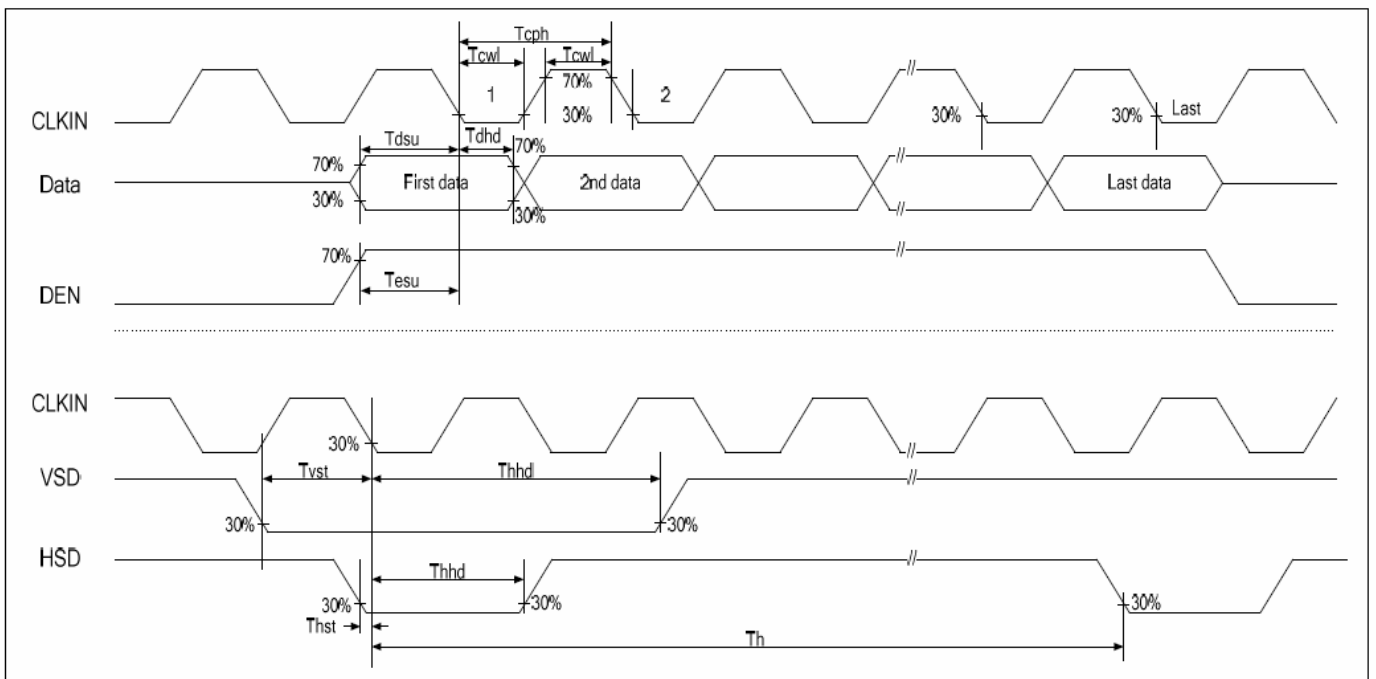 Tcph
Tcwl Tcwl
1 70% 2
CLKIN 30% 30% 30% Last
Tdsu Tdhd 70%
70%
Data First data 2nd data Last data
30% 30%
70%
Tesu
DEN
CLKIN
30%
VSD Tvst Thhd
30% 30%
HSD
Thhd
30% 30% 30%
Thst
Th